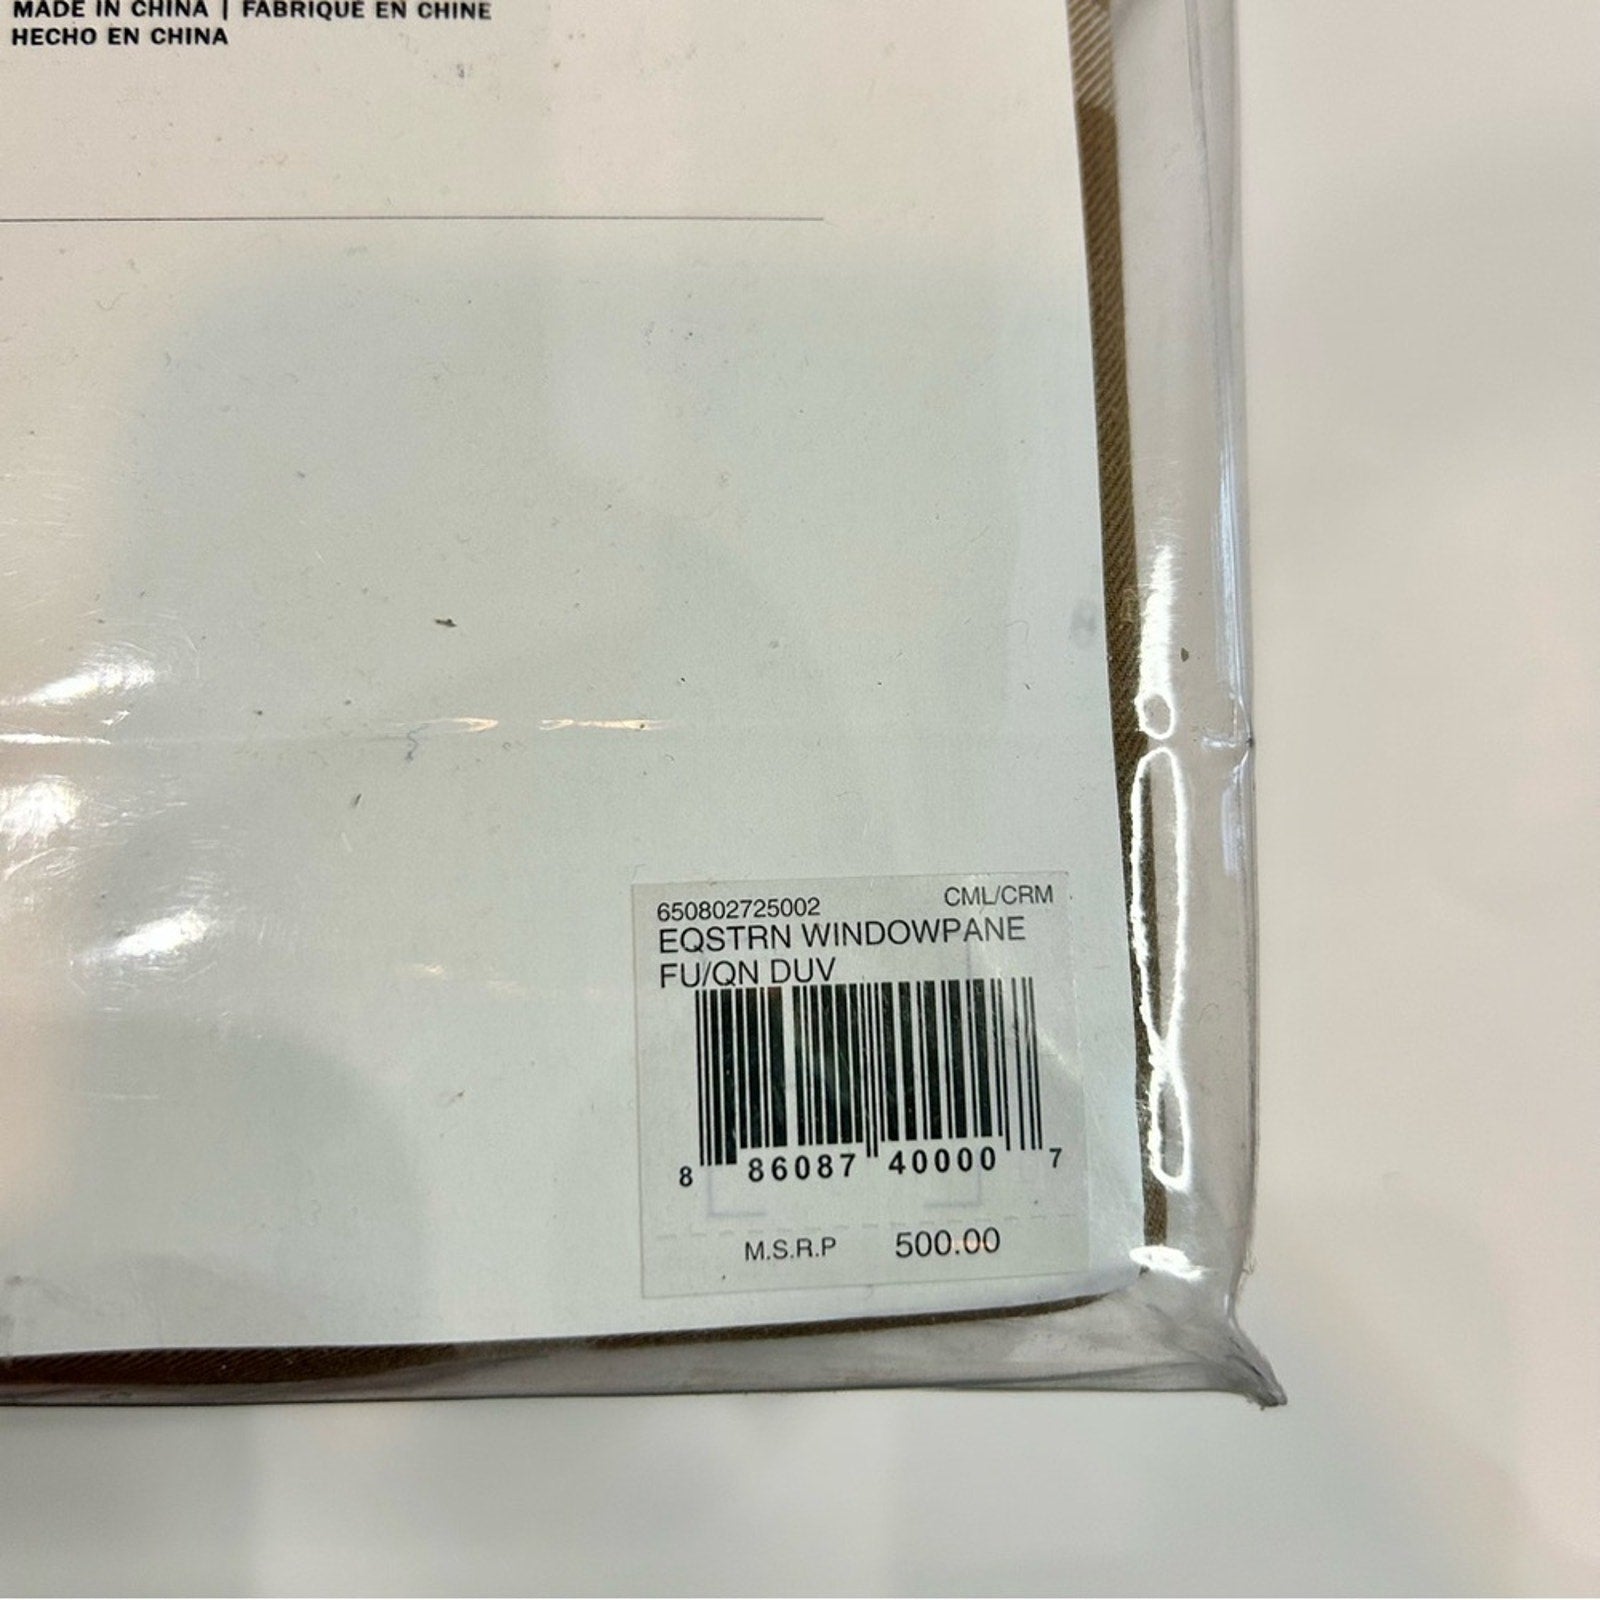 MADE IN CHINA | FABRIQUÉ EN CHINE
HECHO EN CHINA
650802725002 CML/CRM
EQSTRN WINDOWPANE
FU/QN DUV
8 86087 40000 7
M.S.R.P 500.00